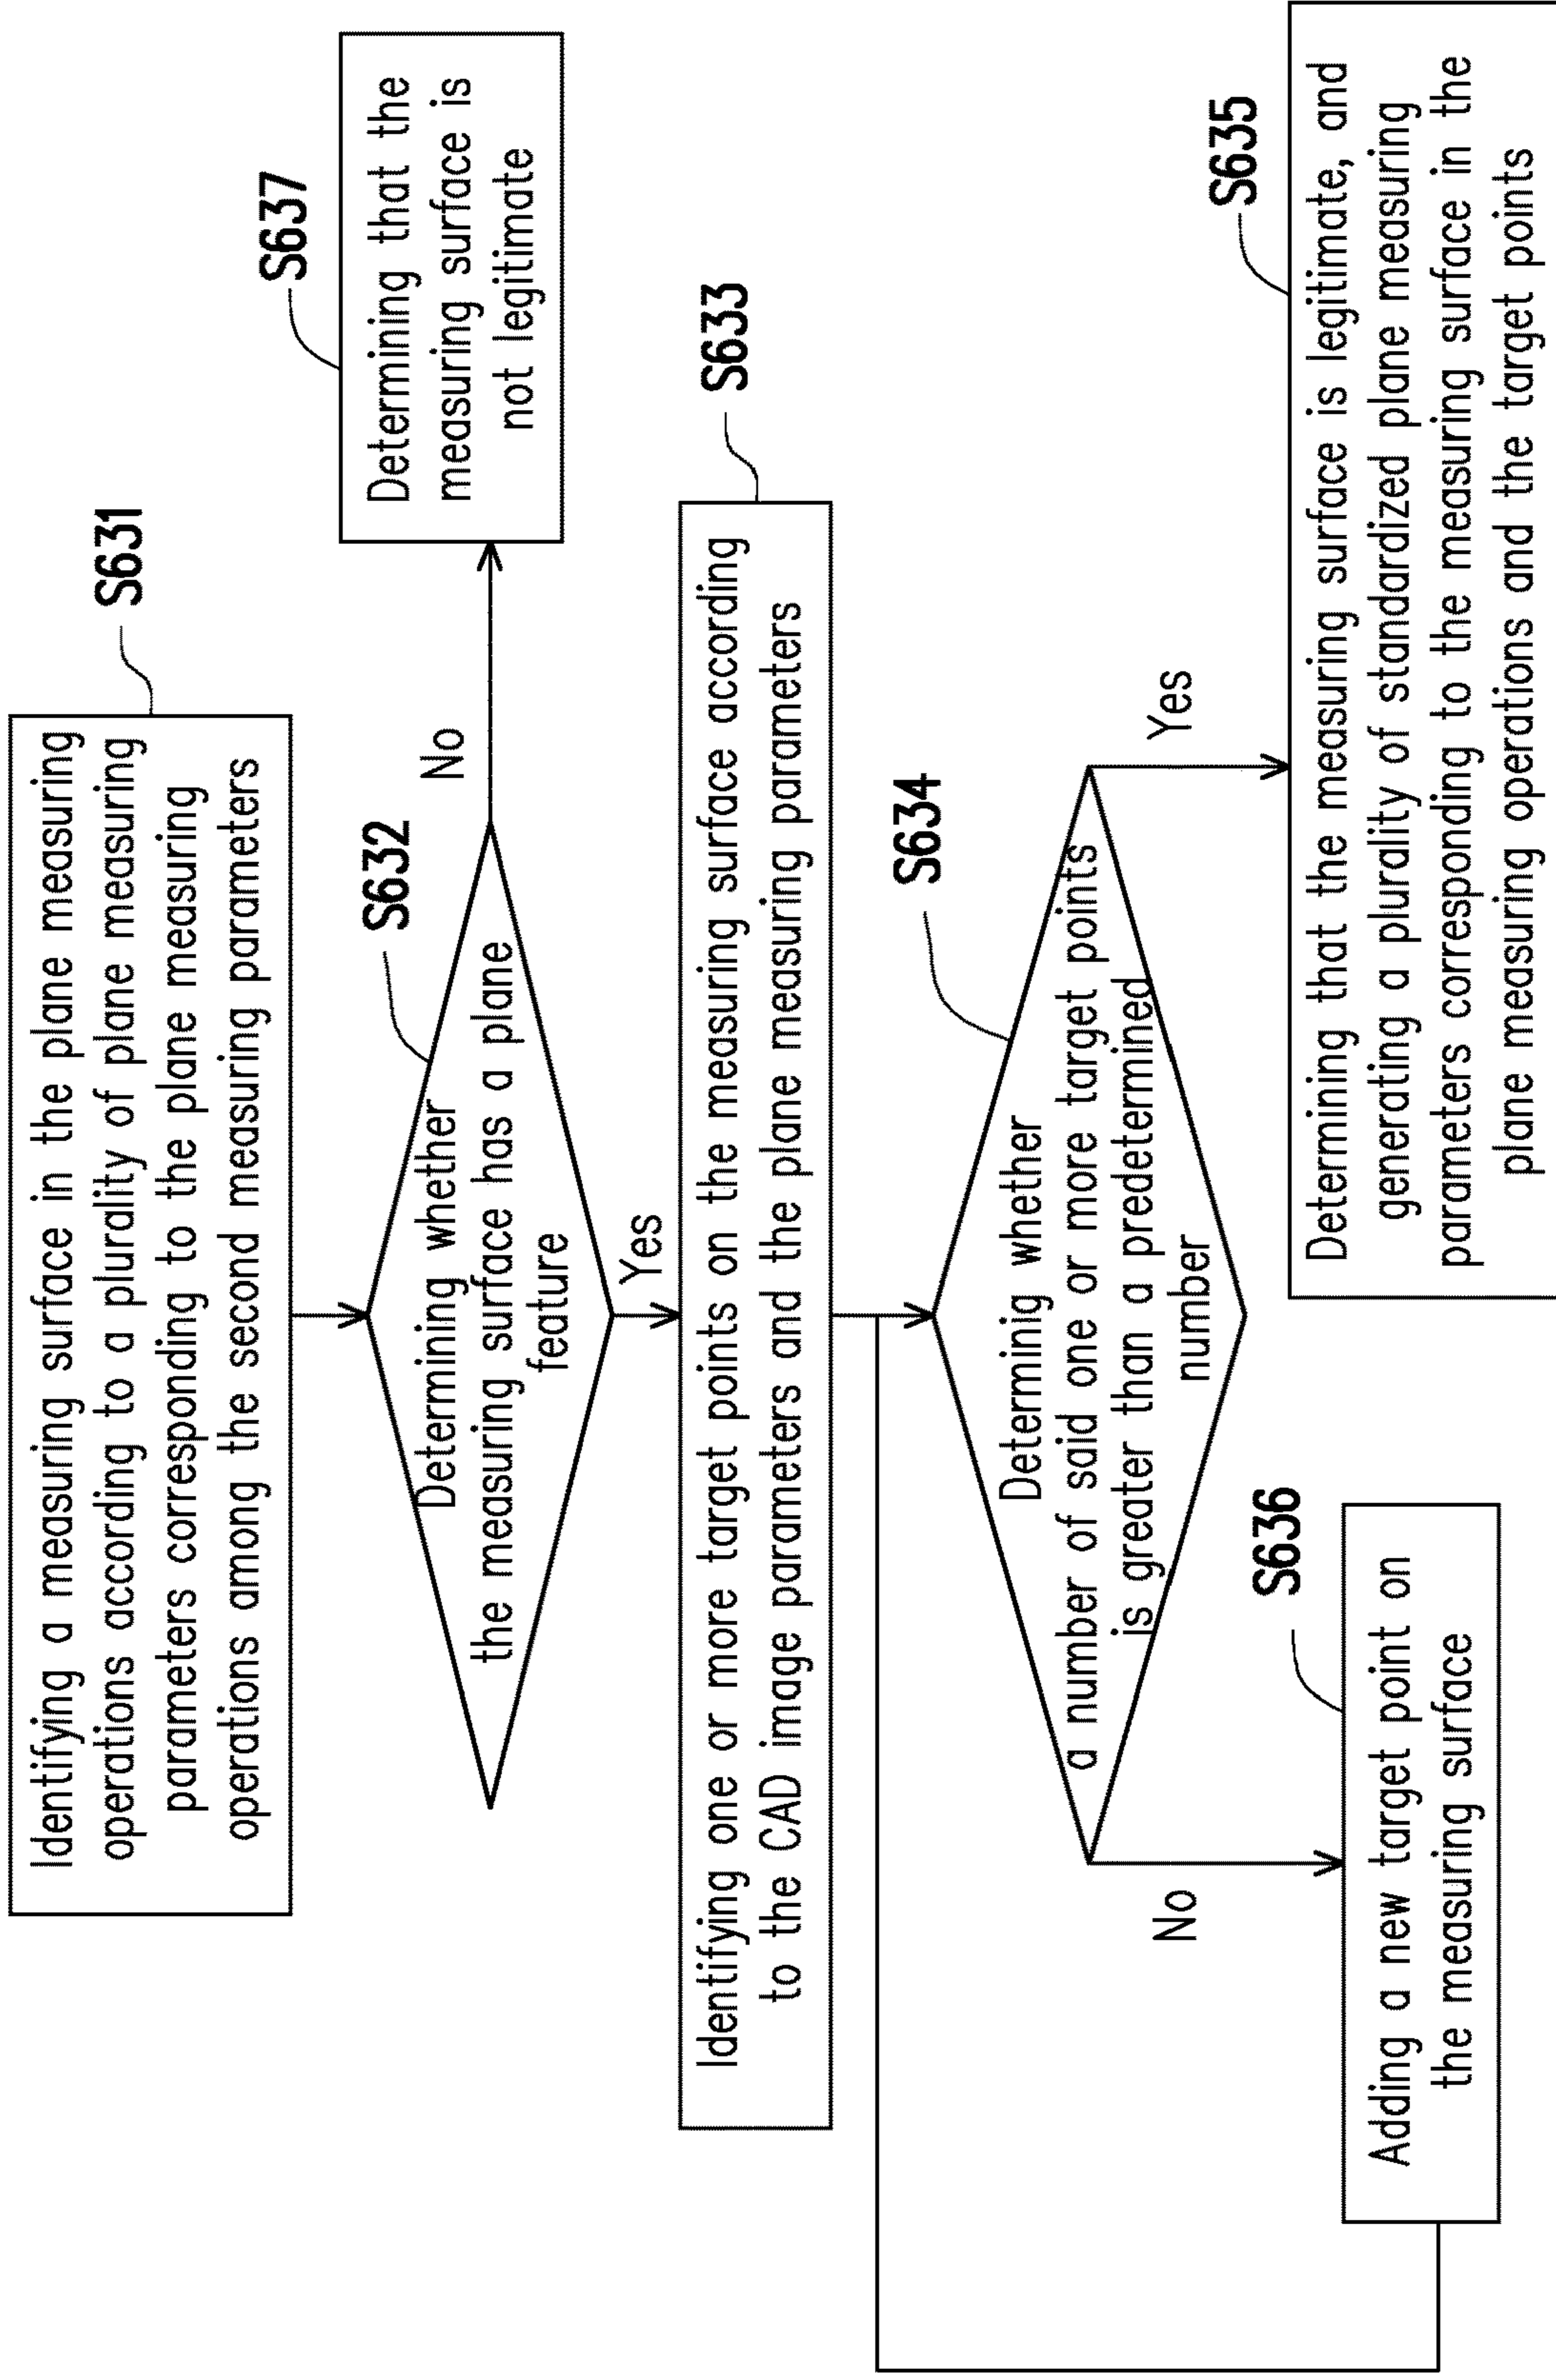 S631
Identifying a measuring surface in the plane measuring
operations according to a plurality of plane measuring
parameters corresponding to the plane measuring
operations among the second measuring parameters
S632
Determining whether
the measuring surface has a plane
feature
No
S637
Determining that the
measuring surface is
not legitimate
Yes
S633
Identifying one or more target points on the measuring surface according
to the CAD image parameters and the plane measuring parameters
S634
Determinig whether
a number of said one or more target points
is greater than a predetermined
number
No
Yes
S636
Adding a new target point on
the measuring surface
S635
Determining that the measuring surface is legitimate, and
generating a plurality of standardized plane measuring
parameters corresponding to the measuring surface in the
plane measuring operations and the target points